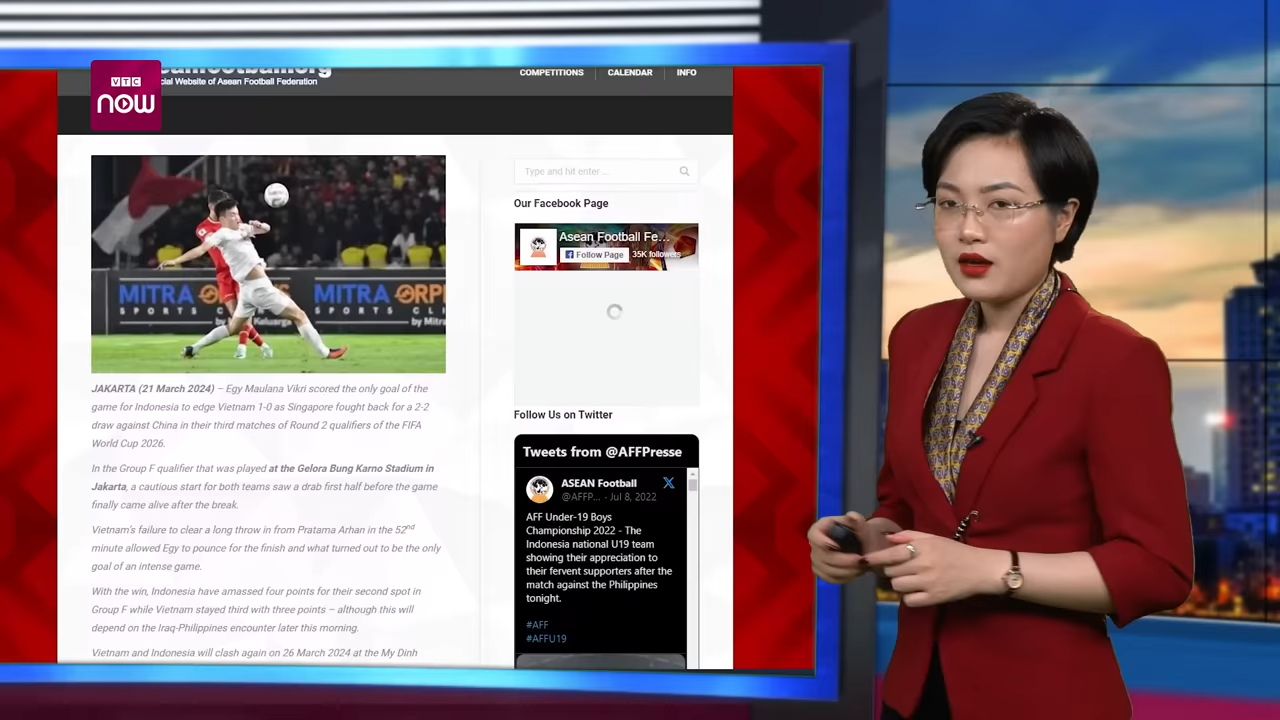 VTC
now
cial Website of Asean Football Federation
COMPETITIONS
CALENDAR
INFO
MITRA
SPORTS
MITRA ORPH
SPORTS CLI
by Mitra
JAKARTA (21 March 2024) – Egy Maulana Vikri scored the only goal of the
game for Indonesia to edge Vietnam 1-0 as Singapore fought back for a 2-2
draw against China in their third matches of Round 2 qualifiers of the FIFA
World Cup 2026.
In the Group F qualifier that was played at the Gelora Bung Karno Stadium in
Jakarta, a cautious start for both teams saw a drab first half before the game
finally came alive after the break.
Vietnam's failure to clear a long throw in from Pratama Arhan in the 52nd
minute allowed Egy to pounce for the finish and what turned out to be the only
goal of an intense game.
With the win, Indonesia have amassed four points for their second spot in
Group F while Vietnam stayed third with three points – although this will
depend on the Iraq-Philippines encounter later this morning.
Vietnam and Indonesia will clash again on 26 March 2024 at the My Dinh
Type and hit enter ...
Our Facebook Page
Asean Football Fe...
Follow Page
35K followers
Follow Us on Twitter
Tweets from @AFFPresse
ASEAN Football
@AFFP... · Jul 8, 2022
AFF Under-19 Boys
Championship 2022 - The
Indonesia national U19 team
showing their appreciation to
their fervent supporters after the
match against the Philippines
tonight.
#AFF
#AFFU19